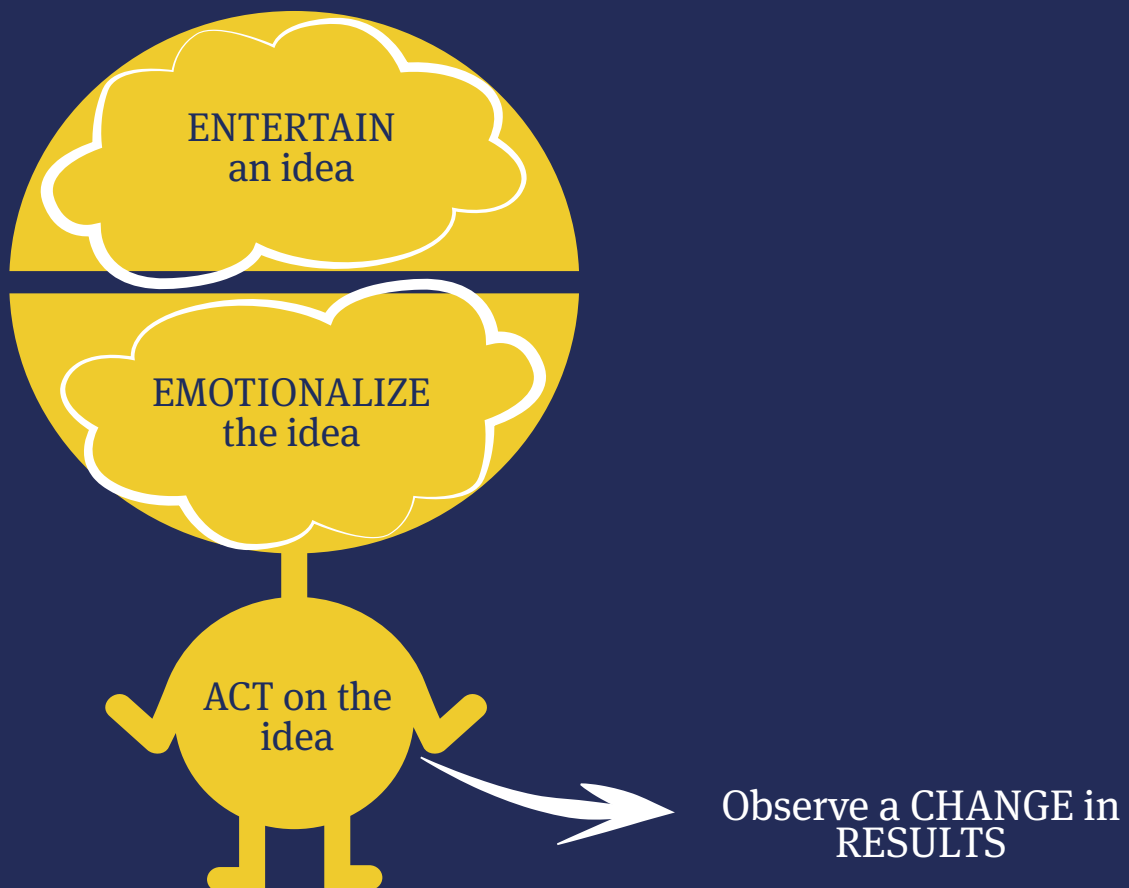 ENTERTAIN
an idea
EMOTIONALIZE
the idea
ACT on the
idea
Observe a CHANGE in
RESULTS